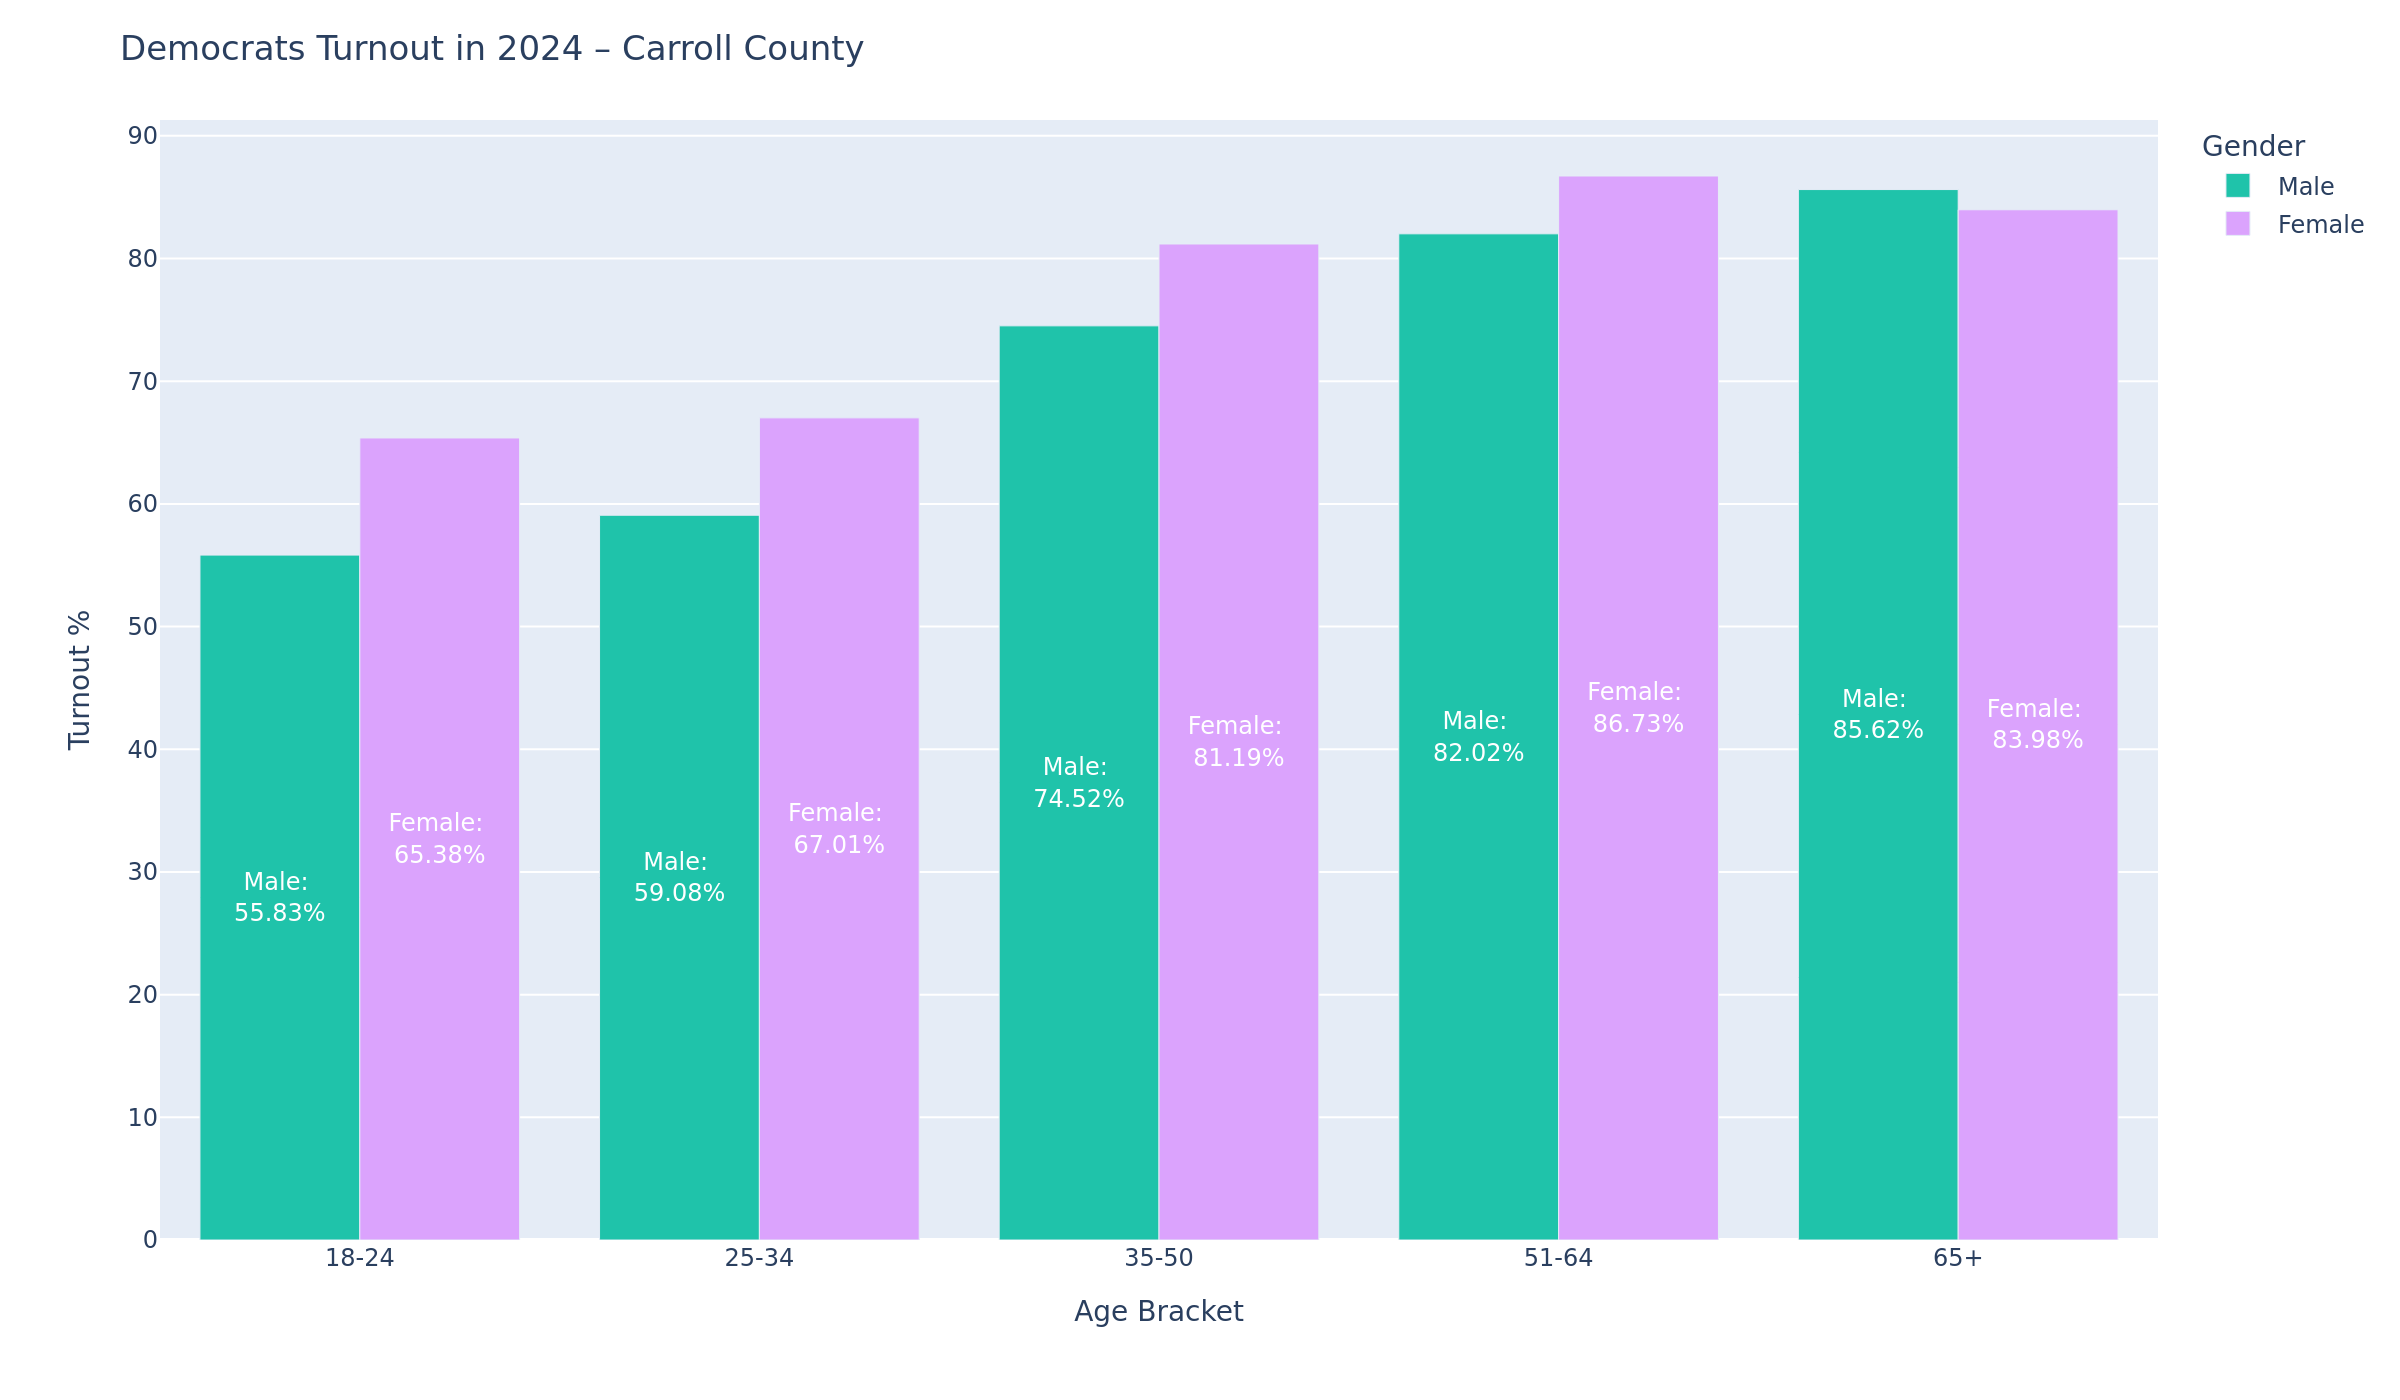 Democrats Turnout in 2024 – Carroll County
Gender
Male
Female
90
80
70
60
50
40
30
20
10
0
Turnout %
Male:
55.83%
Female:
65.38%
Male:
59.08%
Female:
67.01%
Male:
74.52%
Female:
81.19%
Male:
82.02%
Female:
86.73%
Male:
85.62%
Female:
83.98%
18-24
25-34
35-50
51-64
65+
Age Bracket